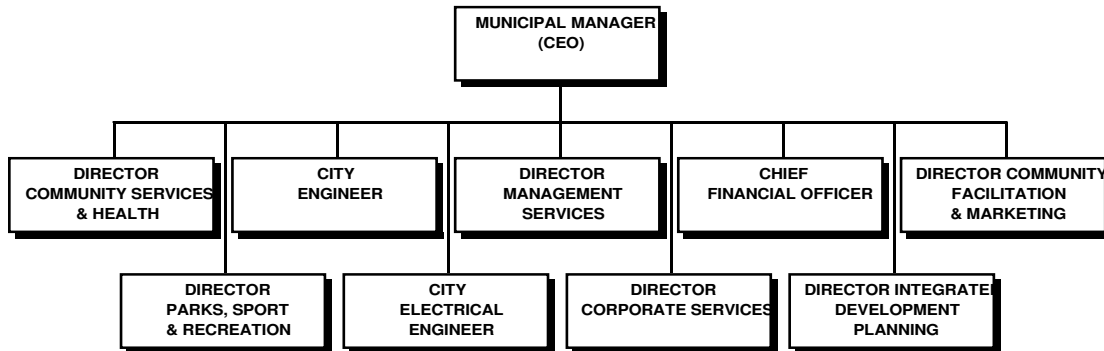 MUNICIPAL MANAGER
(CEO)
DIRECTOR
COMMUNITY SERVICES
& HEALTH
CITY
ENGINEER
DIRECTOR
MANAGEMENT
SERVICES
CHIEF
FINANCIAL OFFICER
DIRECTOR COMMUNITY
FACILITATION
& MARKETING
DIRECTOR
PARKS, SPORT
& RECREATION
CITY
ELECTRICAL
ENGINEER
DIRECTOR
CORPORATE SERVICES
DIRECTOR INTEGRATED
DEVELOPMENT
PLANNING